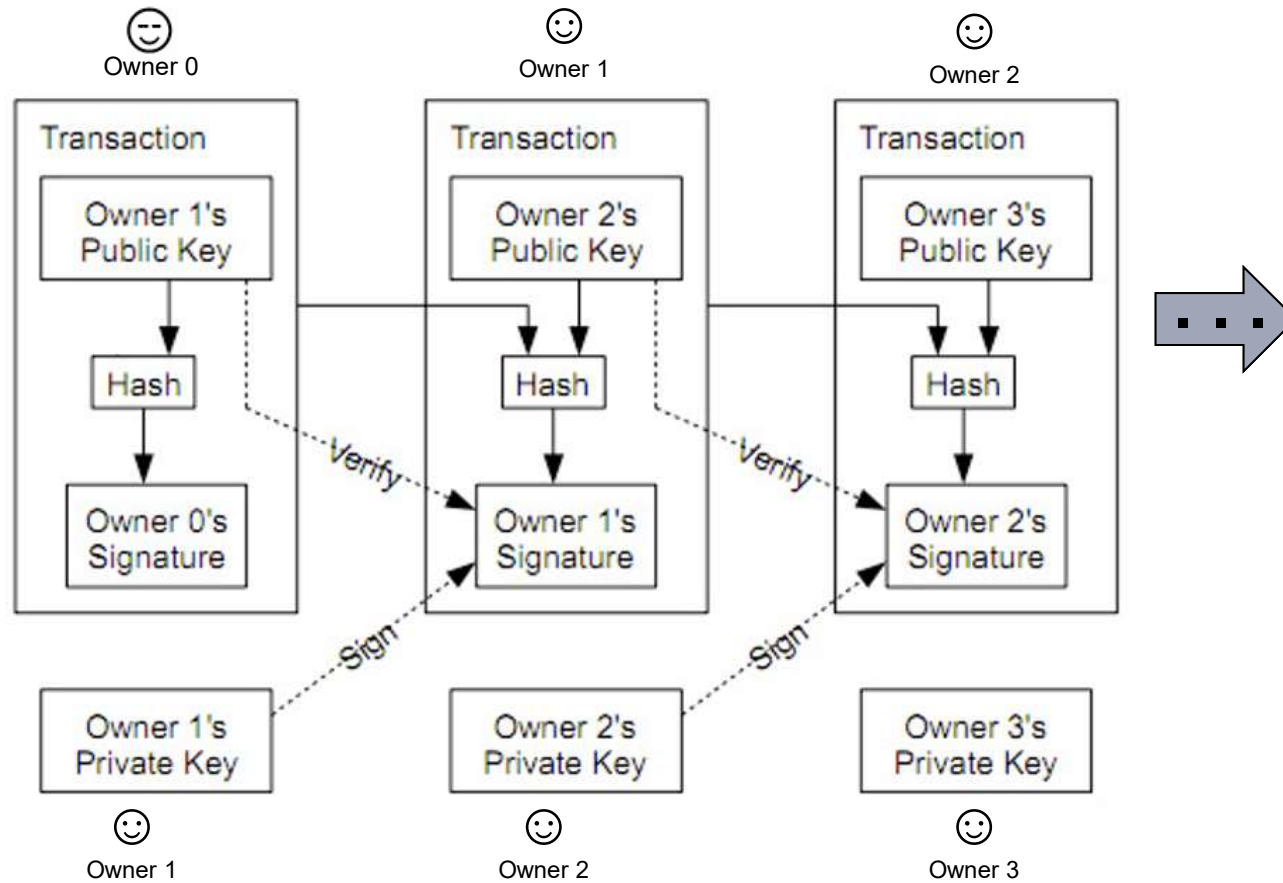 Owner 0
Owner 1
Owner 2
Transaction
Transaction
Transaction
Owner 1's
Public Key
Owner 2's
Public Key
Owner 3's
Public Key
Hash
Hash
Hash
Verify
Verify
Owner 0's
Signature
Owner 1's
Signature
Owner 2's
Signature
Sign
Sign
Owner 1's
Private Key
Owner 2's
Private Key
Owner 3's
Private Key
Owner 1
Owner 2
Owner 3